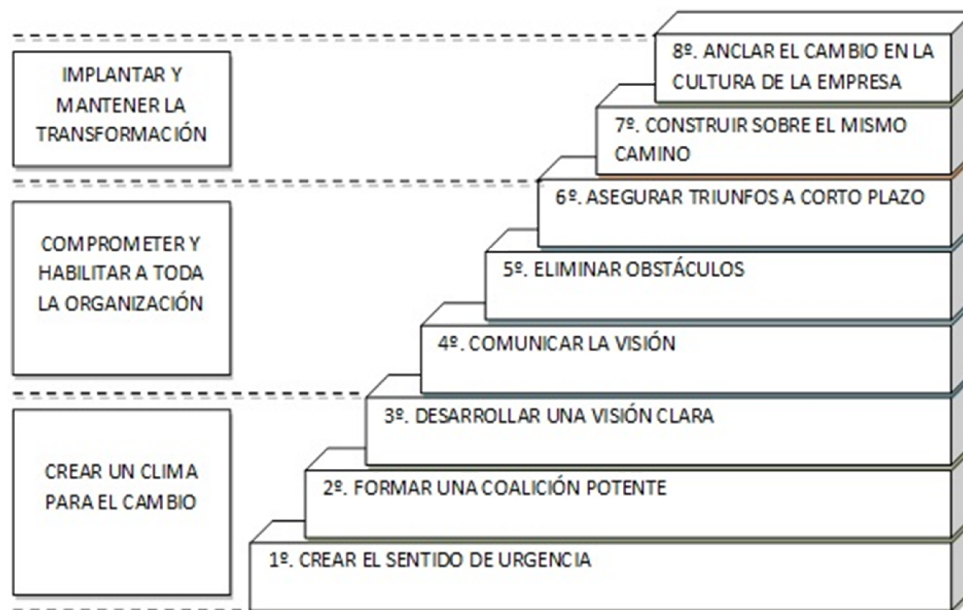 IMPLANTAR Y
MANTENER LA
TRANSFORMACIÓN
COMPROMETER Y
HABILITAR A TODA
LA ORGANIZACIÓN
CREAR UN CLIMA
PARA EL CAMBIO
8º. ANCLAR EL CAMBIO EN LA
CULTURA DE LA EMPRESA
7º. CONSTRUIR SOBRE EL MISMO
CAMINO
6º. ASEGURAR TRIUNFOS A CORTO PLAZO
5º. ELIMINAR OBSTÁCULOS
4º. COMUNICAR LA VISIÓN
3º. DESARROLLAR UNA VISIÓN CLARA
2º. FORMAR UNA COALICIÓN POTENTE
1º. CREAR EL SENTIDO DE URGENCIA